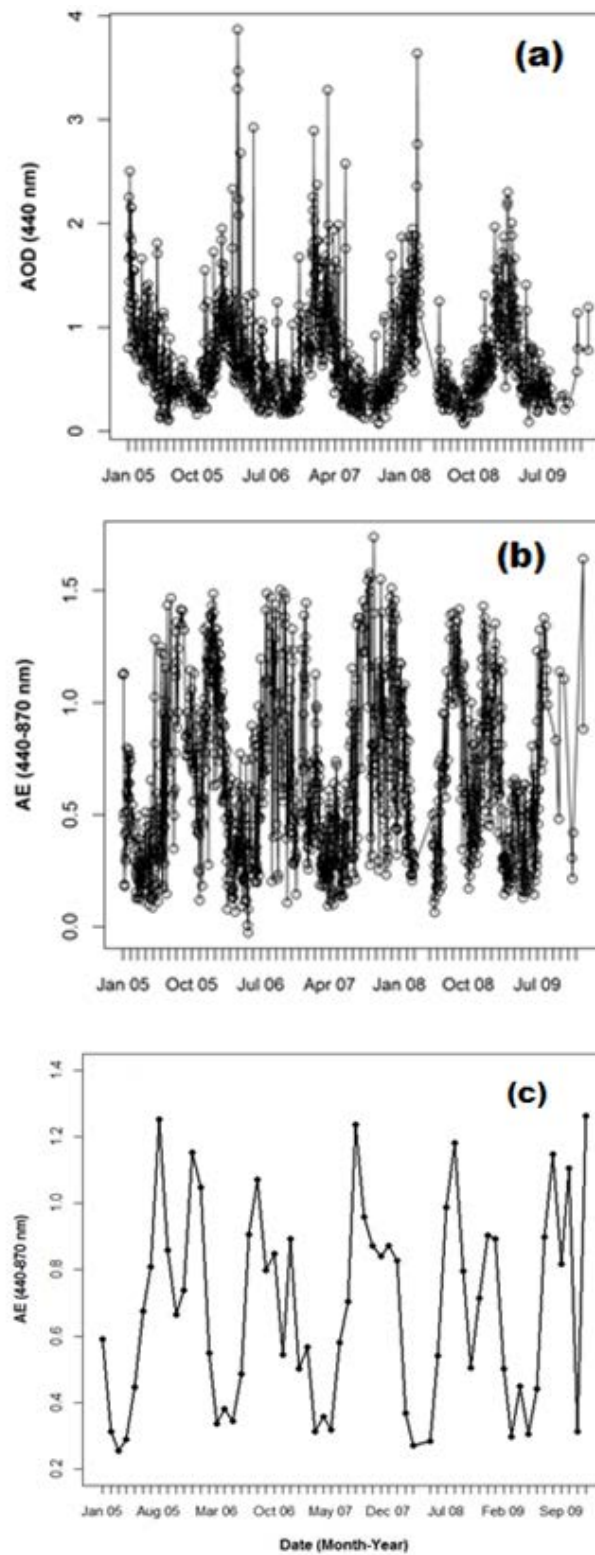 (a)
AOD (440 nm)
4
3
2
1
0
Jan 05 Oct 05 Jul 06 Apr 07 Jan 08 Oct 08 Jul 09
(b)
AE (440-870 nm)
1.5
1.0
0.5
0.0
Jan 05 Oct 05 Jul 06 Apr 07 Jan 08 Oct 08 Jul 09
(c)
AE (440-870 nm)
1.4
1.2
1.0
0.8
0.6
0.4
0.2
Jan 05 Aug 05 Mar 06 Oct 06 May 07 Dec 07 Jul 08 Feb 09 Sep 09
Date (Month-Year)